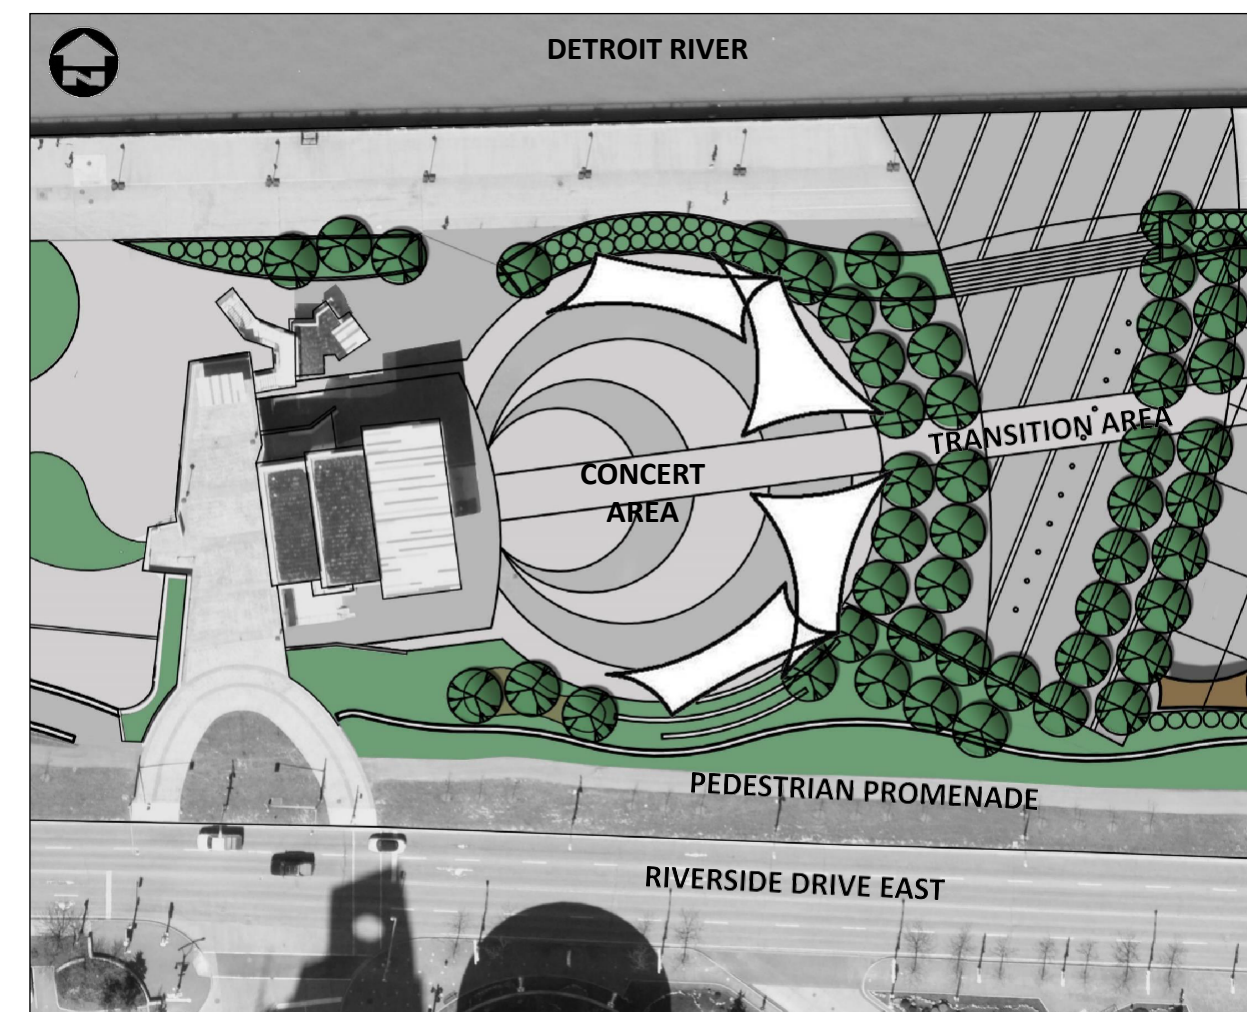 DETROIT RIVER
N
TRANSITION AREA
CONCERT
AREA
PEDESTRIAN PROMENADE
RIVERSIDE DRIVE EAST